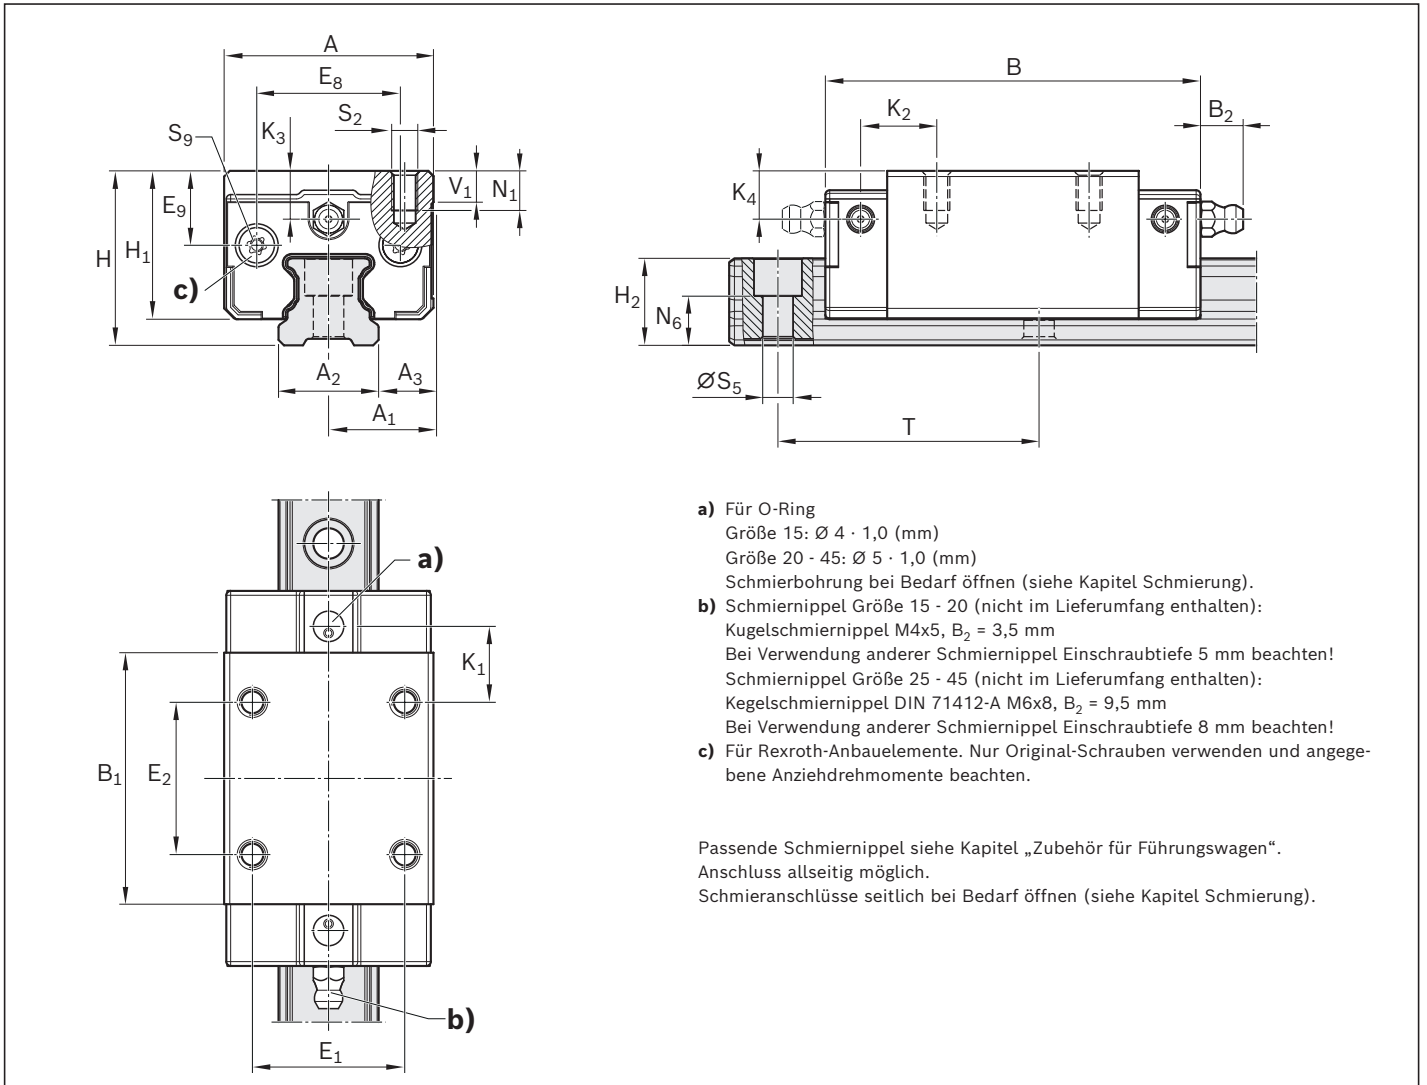 A
E8
S2
K3
S9
V1
N1
E9
H
H1
c)
A2
A3
A1
B
K2
B2
K4
H2
N6
ØS5
T
a)
K1
B1
E2
b)
E1
a) Für O-Ring
Größe 15: Ø 4 · 1,0 (mm)
Größe 20 - 45: Ø 5 · 1,0 (mm)
Schmierbohrung bei Bedarf öffnen (siehe Kapitel Schmierung).
b) Schmiernippel Größe 15 - 20 (nicht im Lieferumfang enthalten):
Kugelschmiernippel M4x5, B2 = 3,5 mm
Bei Verwendung anderer Schmiernippel Einschraubtiefe 5 mm beachten!
Schmiernippel Größe 25 - 45 (nicht im Lieferumfang enthalten):
Kegelschmiernippel DIN 71412-A M6x8, B2 = 9,5 mm
Bei Verwendung anderer Schmiernippel Einschraubtiefe 8 mm beachten!
c) Für Rexroth-Anbauelemente. Nur Original-Schrauben verwenden und angege-
bene Anziehdrehmomente beachten.
Passende Schmiernippel siehe Kapitel „Zubehör für Führungswagen“.
Anschluss allseitig möglich.
Schmieranschlüsse seitlich bei Bedarf öffnen (siehe Kapitel Schmierung).